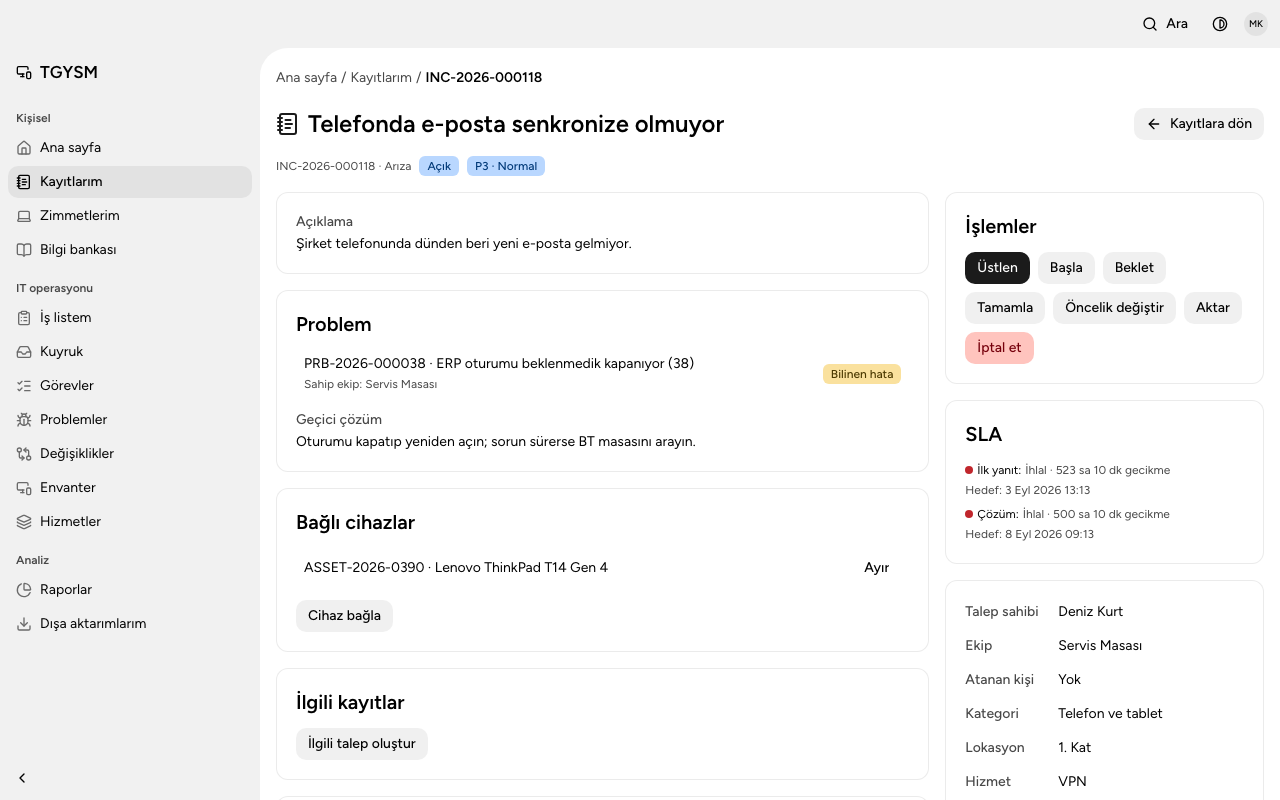 Ara
MK
TGYSM
Kişisel
Ana sayfa
Kayıtlarım
Zimmetlerim
Bilgi bankası
IT operasyonu
İş listem
Kuyruk
Görevler
Problemler
Değişiklikler
Envanter
Hizmetler
Analiz
Raporlar
Dışa aktarımlarım
Ana sayfa / Kayıtlarım / INC-2026-000118
Telefonda e-posta senkronize olmuyor
Kayıtlara dön
INC-2026-000118 · Arıza Açık P3 · Normal
Açıklama
Şirket telefonunda dünden beri yeni e-posta gelmiyor.
Problem
PRB-2026-000038 · ERP oturumu beklenmedik kapanıyor (38)
Sahip ekip: Servis Masası
Bilinen hata
Geçici çözüm
Oturumu kapatıp yeniden açın; sorun sürerse BT masasını arayın.
Bağlı cihazlar
ASSET-2026-0390 · Lenovo ThinkPad T14 Gen 4 Ayır
Cihaz bağla
İlgili kayıtlar
İlgili talep oluştur
İşlemler
Üstlen Başla Beklet
Tamamla Öncelik değiştir Aktar
İptal et
SLA
İlk yanıt: İhlal · 523 sa 10 dk gecikme
Hedef: 3 Eyl 2026 13:13
Çözüm: İhlal · 500 sa 10 dk gecikme
Hedef: 8 Eyl 2026 09:13
Talep sahibi Deniz Kurt
Ekip Servis Masası
Atanan kişi Yok
Kategori Telefon ve tablet
Lokasyon 1. Kat
Hizmet VPN